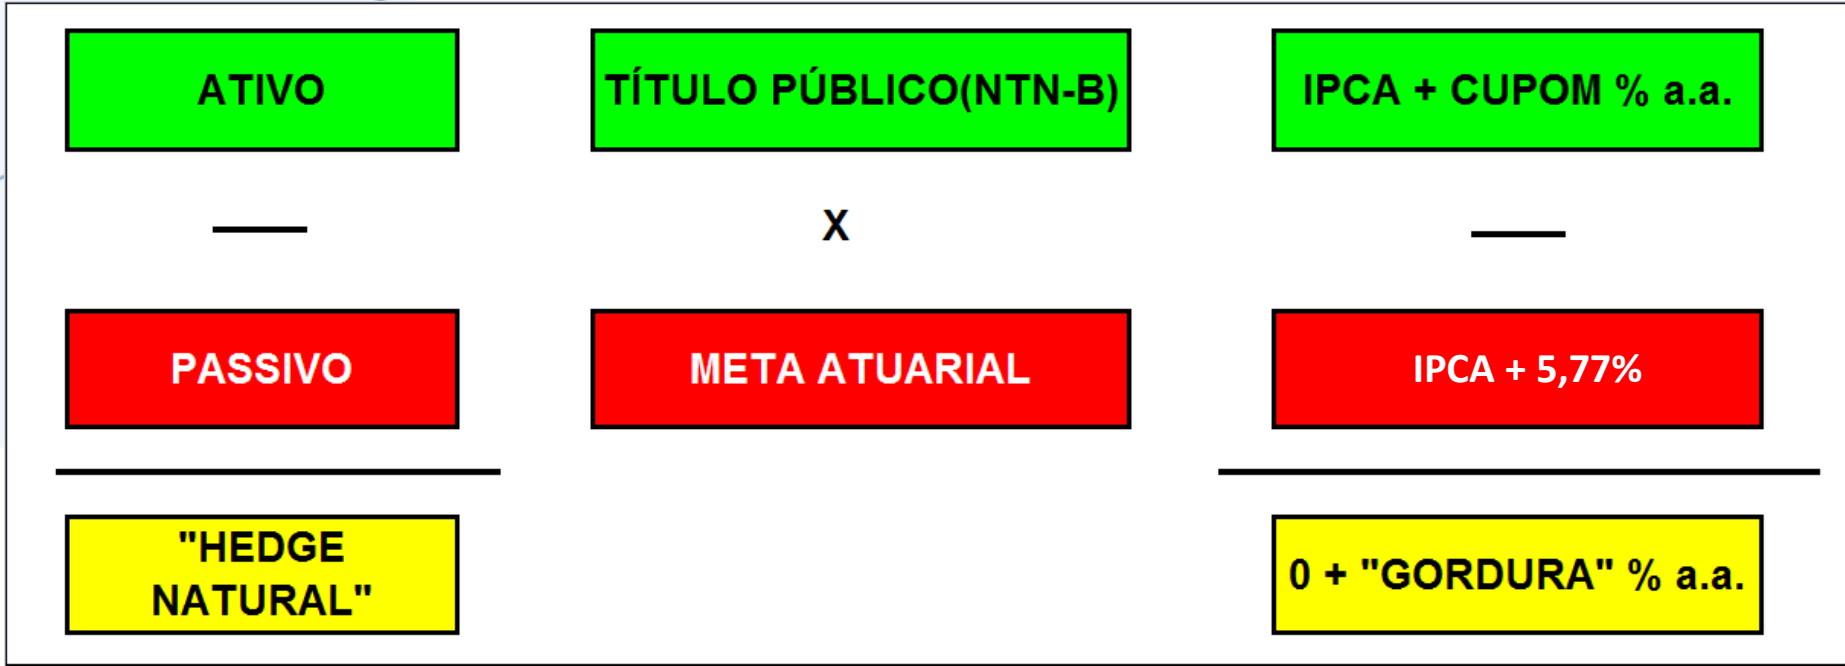 ATIVO
TÍTULO PÚBLICO(NTN-B)
IPCA + CUPOM % a.a.
X
PASSIVO
META ATUARIAL
IPCA + 5,77%
"HEDGE
NATURAL"
0 + "GORDURA" % a.a.